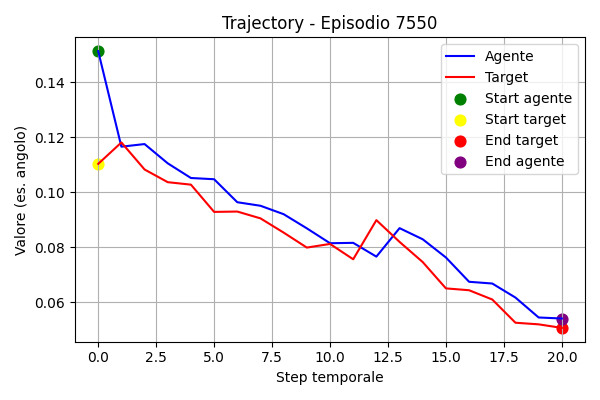 Trajectory - Episodio 7550
Agente
Target
Start agente
Start target
End target
End agente
Valore (es. angolo)
0.14
0.12
0.10
0.08
0.06
0.0 2.5 5.0 7.5 10.0 12.5 15.0 17.5 20.0
Step temporale